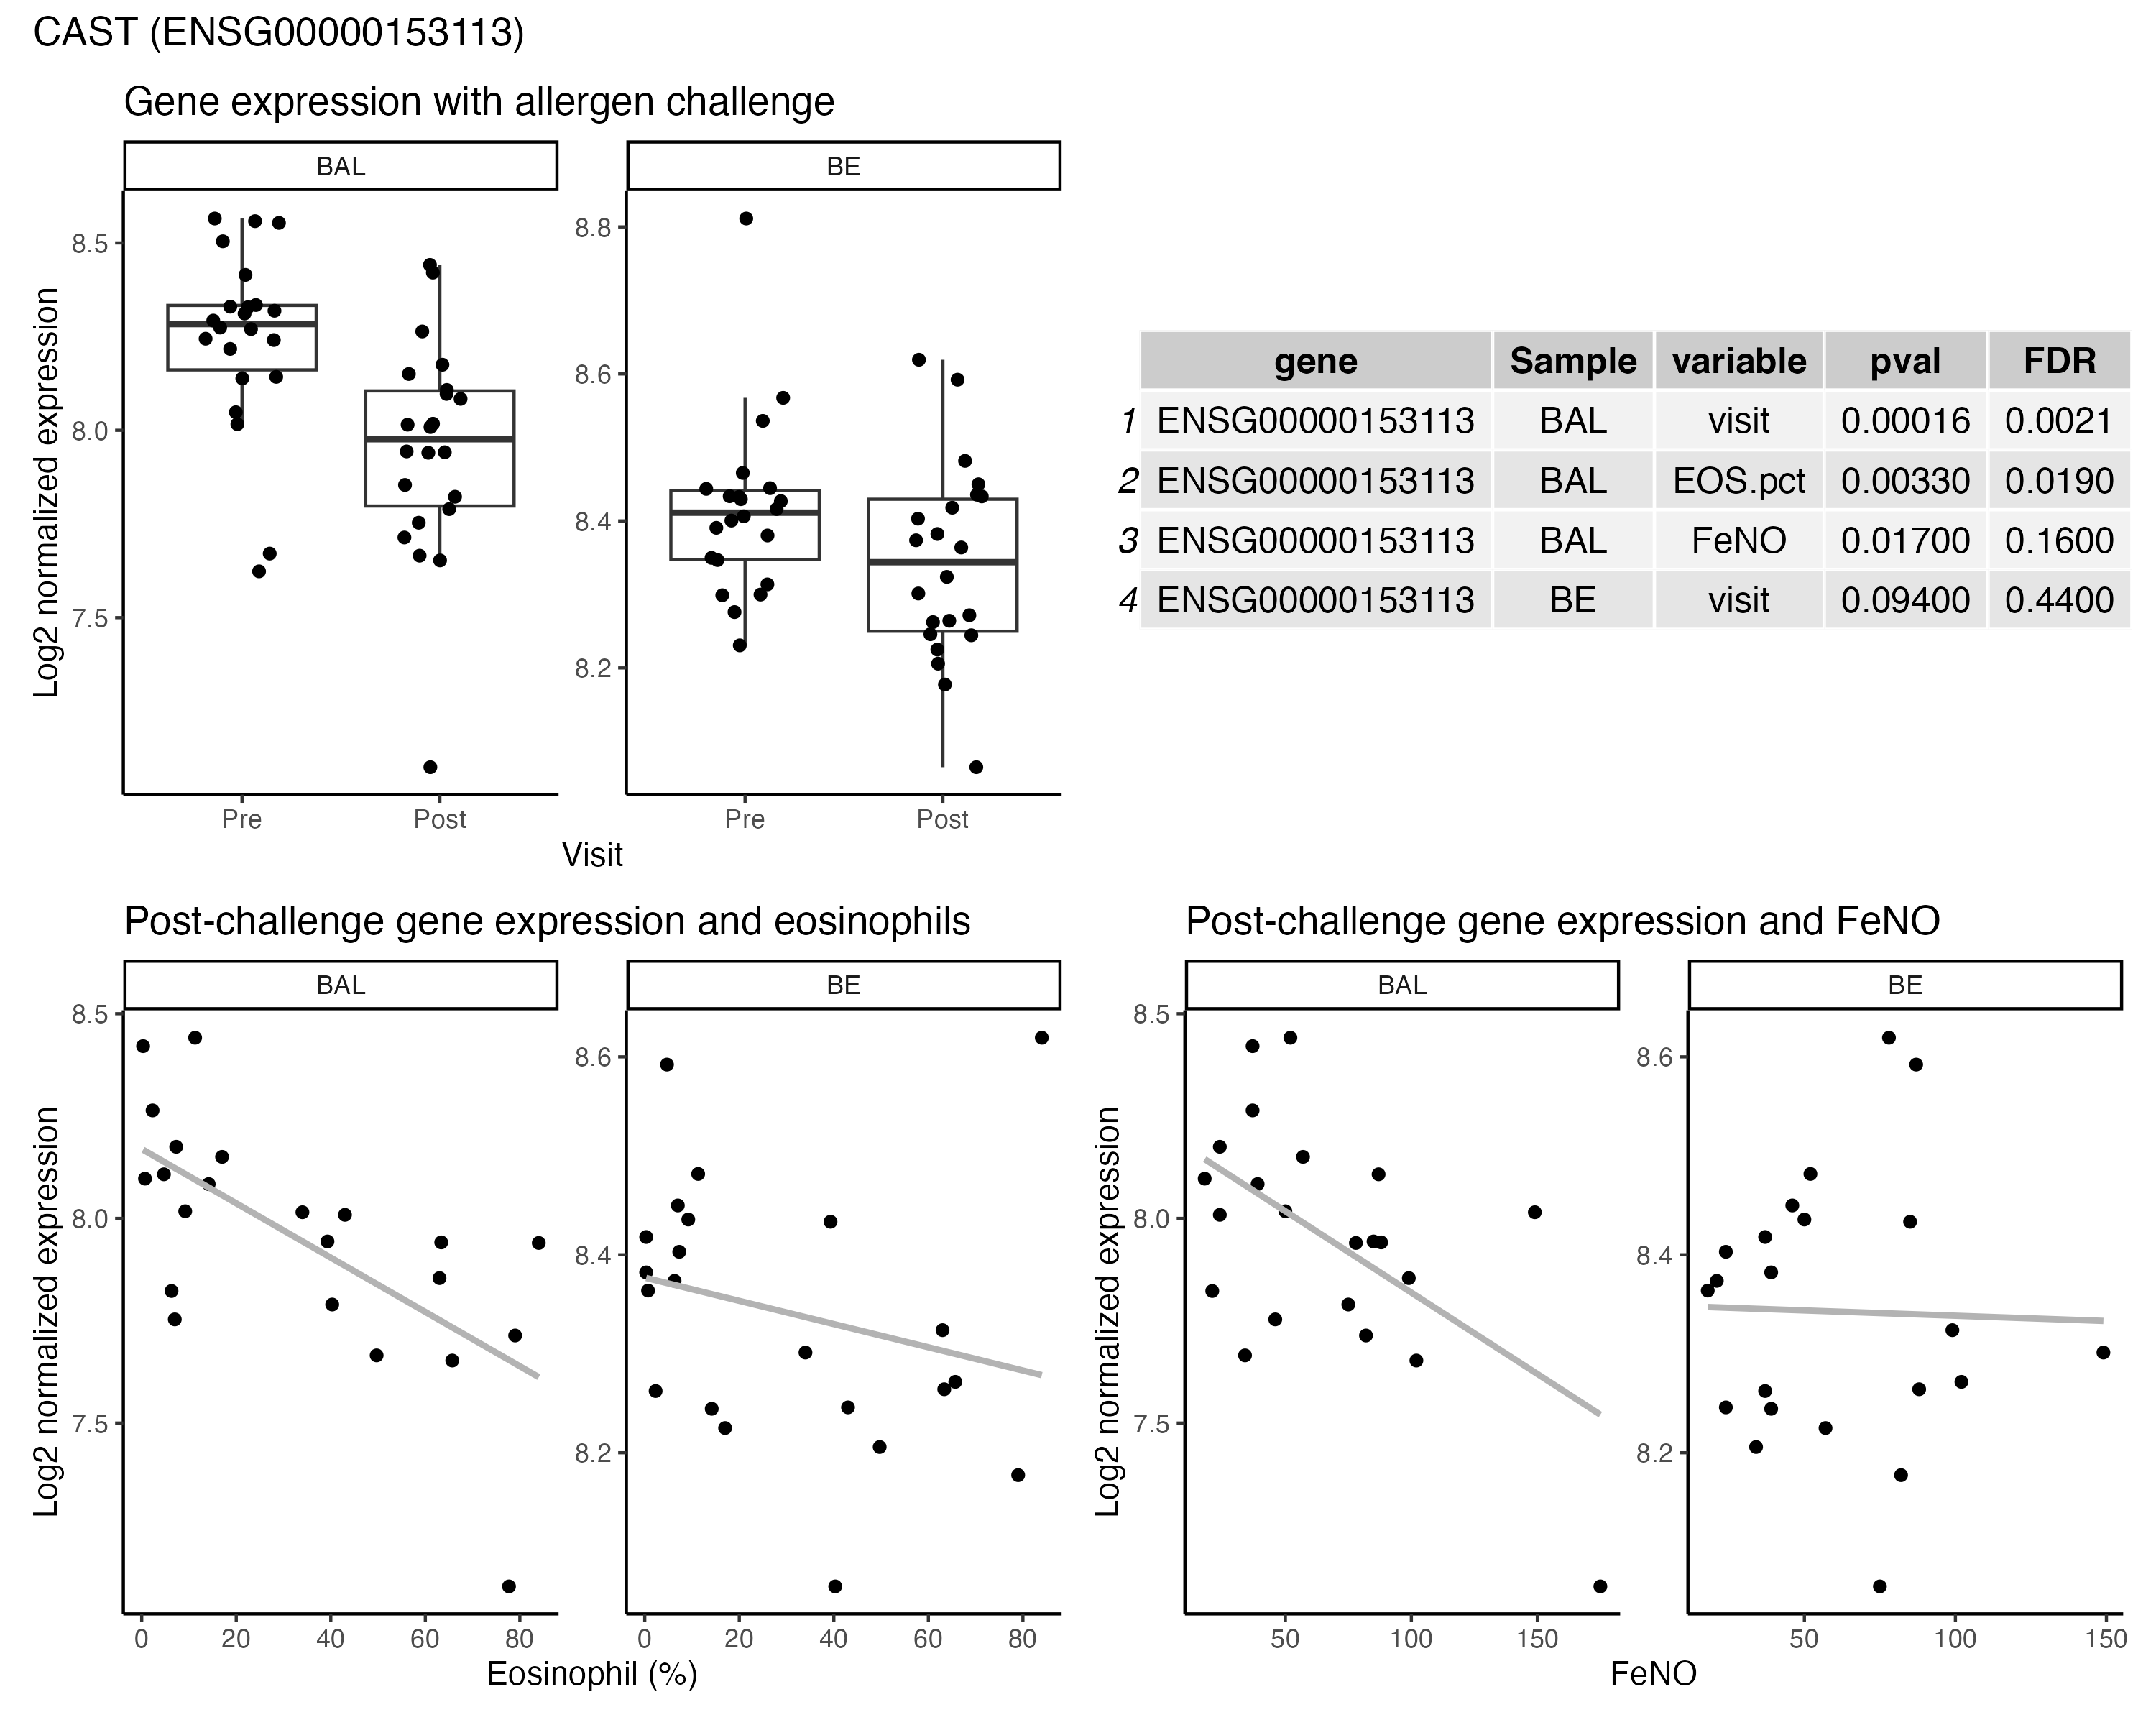 CAST (ENSG00000153113)
Gene expression with allergen challenge
BAL
BE
Log2 normalized expression
8.5
8.0
7.5
8.8
8.6
8.4
8.2
Pre
Post
Pre
Post
Visit
gene Sample variable pval FDR
1 ENSG00000153113 BAL visit 0.00016 0.0021
2 ENSG00000153113 BAL EOS.pct 0.00330 0.0190
3 ENSG00000153113 BAL FeNO 0.01700 0.1600
4 ENSG00000153113 BE visit 0.09400 0.4400
Post-challenge gene expression and eosinophils
BAL
BE
Log2 normalized expression
8.5
8.0
7.5
8.6
8.4
8.2
0 20 40 60 80
0 20 40 60 80
Eosinophil (%)
Post-challenge gene expression and FeNO
BAL
BE
Log2 normalized expression
8.5
8.0
7.5
8.6
8.4
8.2
50 100 150
50 100 150
FeNO